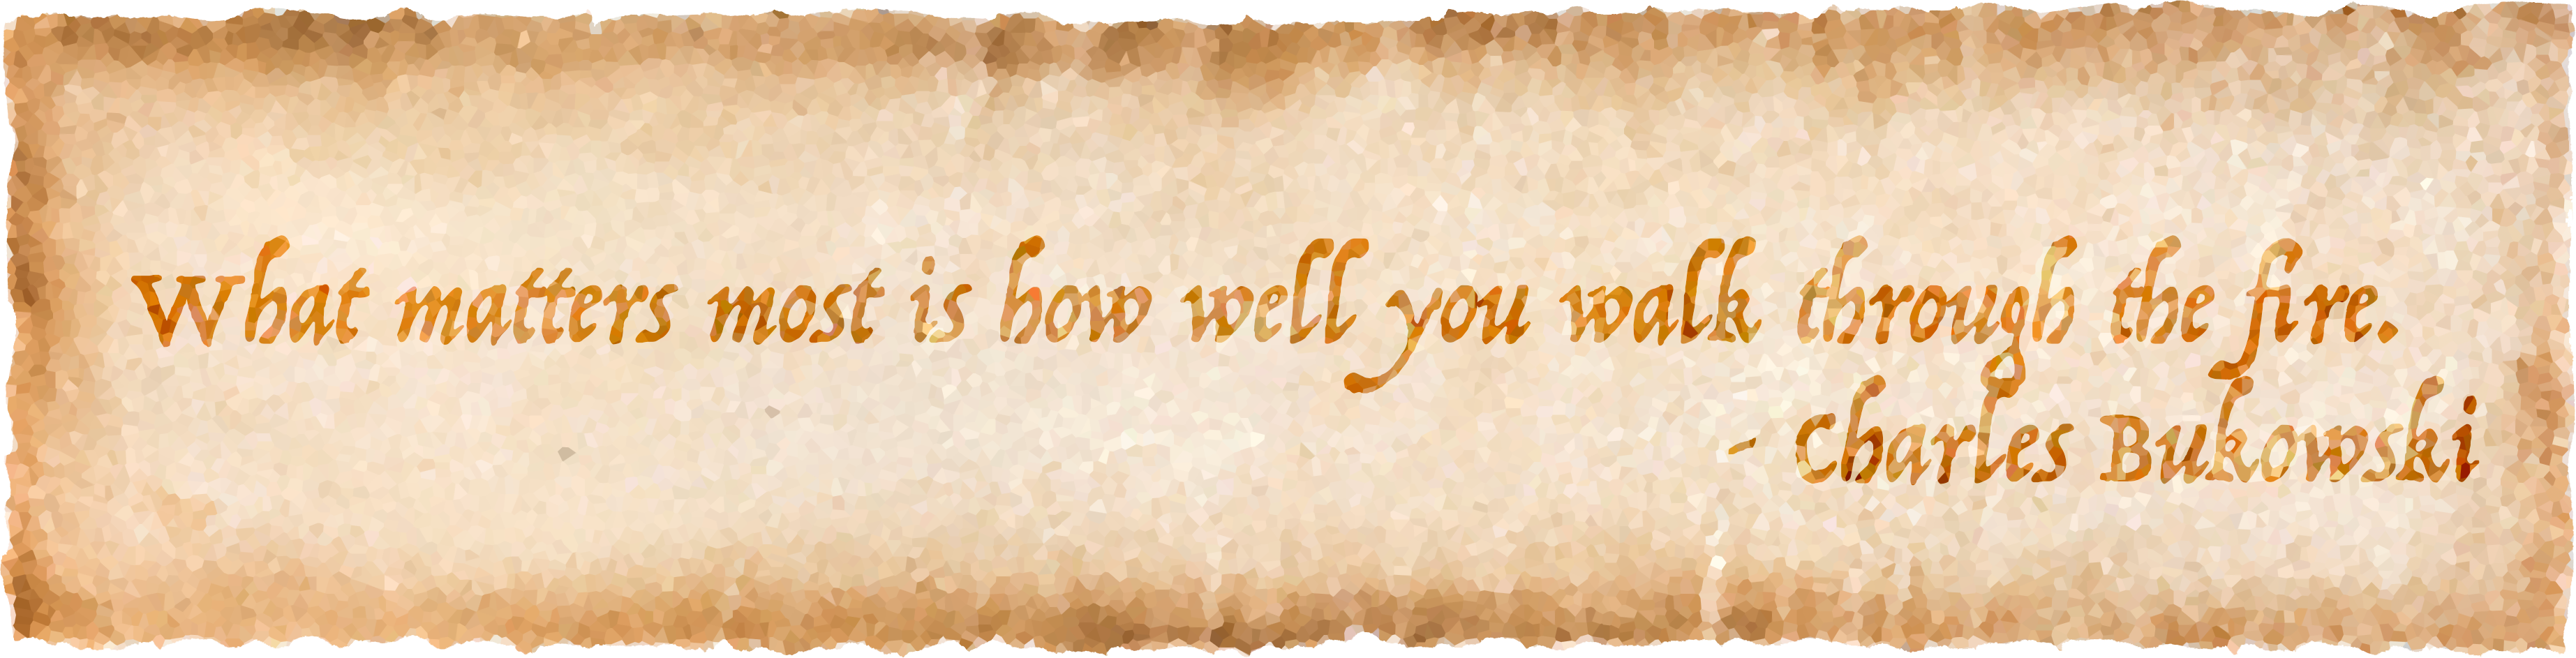 What matters most is how well you walk through the fire.
- Charles Bukowski